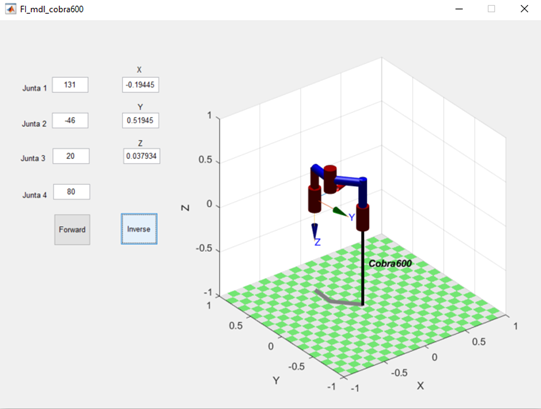 FI_mdl_cobra600
X
Junta 1 131 -0.19445
Y
Junta 2 -46 0.51945
Z
Junta 3 20 0.037934
Junta 4 80
Forward Inverse
1
0.5
0
-0.5
-1
Z
Y
Z
Cobra600
1
0.5
0
-0.5
-1
Y
-1
-0.5
0
0.5
1
X